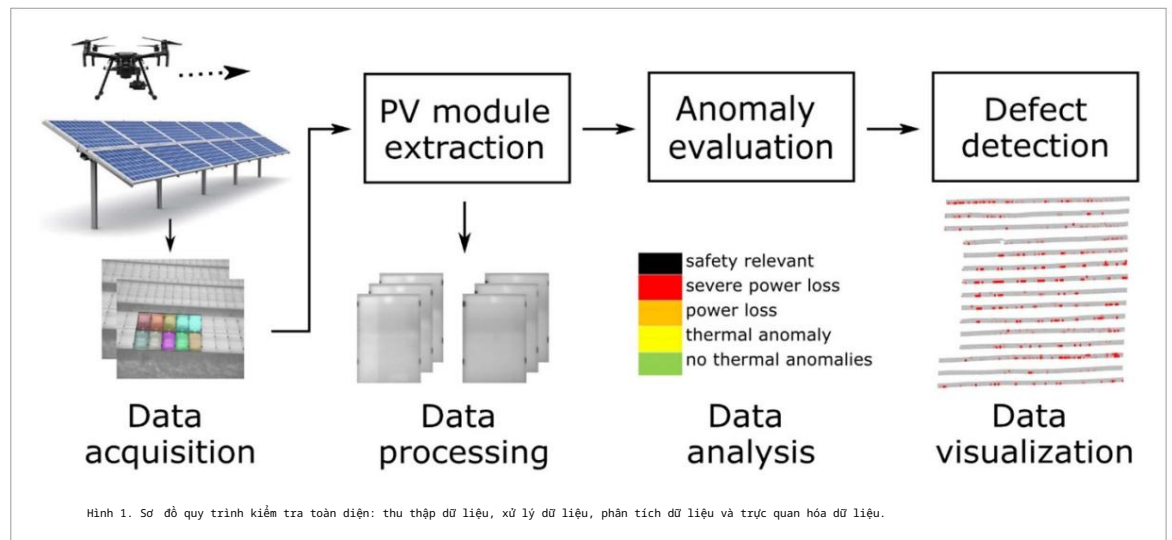 PV module
extraction
Anomaly
evaluation
Defect
detection
safety relevant
severe power loss
power loss
thermal anomaly
no thermal anomalies
Data
acquisition
Data
processing
Data
analysis
Data
visualization
Hình 1. Sơ đồ quy trình kiểm tra toàn diện: thu thập dữ liệu, xử lý dữ liệu, phân tích dữ liệu và trực quan hóa dữ liệu.